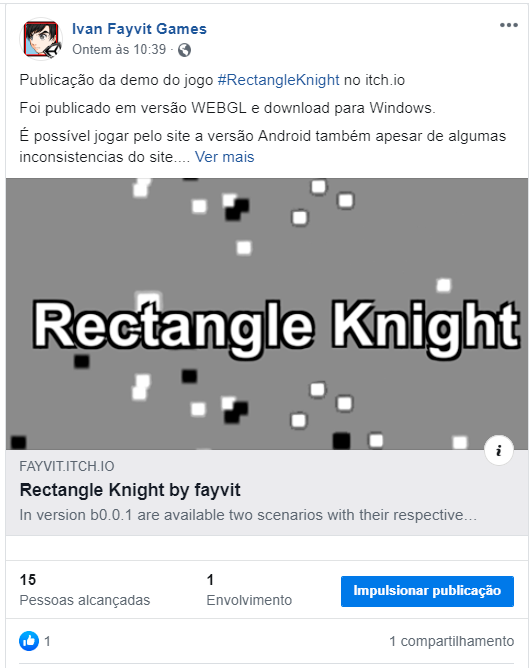 Ivan Fayvit Games
Ontem às 10:39 ·
Publicação da demo do jogo #RectangleKnight no itch.io
Foi publicado em versão WEBGL e download para Windows.
É possível jogar pelo site a versão Android também apesar de algumas
inconsistencias do site.... Ver mais
Rectangle Knight
i
FAYVIT.ITCH.IO
Rectangle Knight by fayvit
In version b0.0.1 are available two scenarios with their respective…
15
Pessoas alcançadas
1
Envolvimento
Impulsionar publicação
1
1 compartilhamento